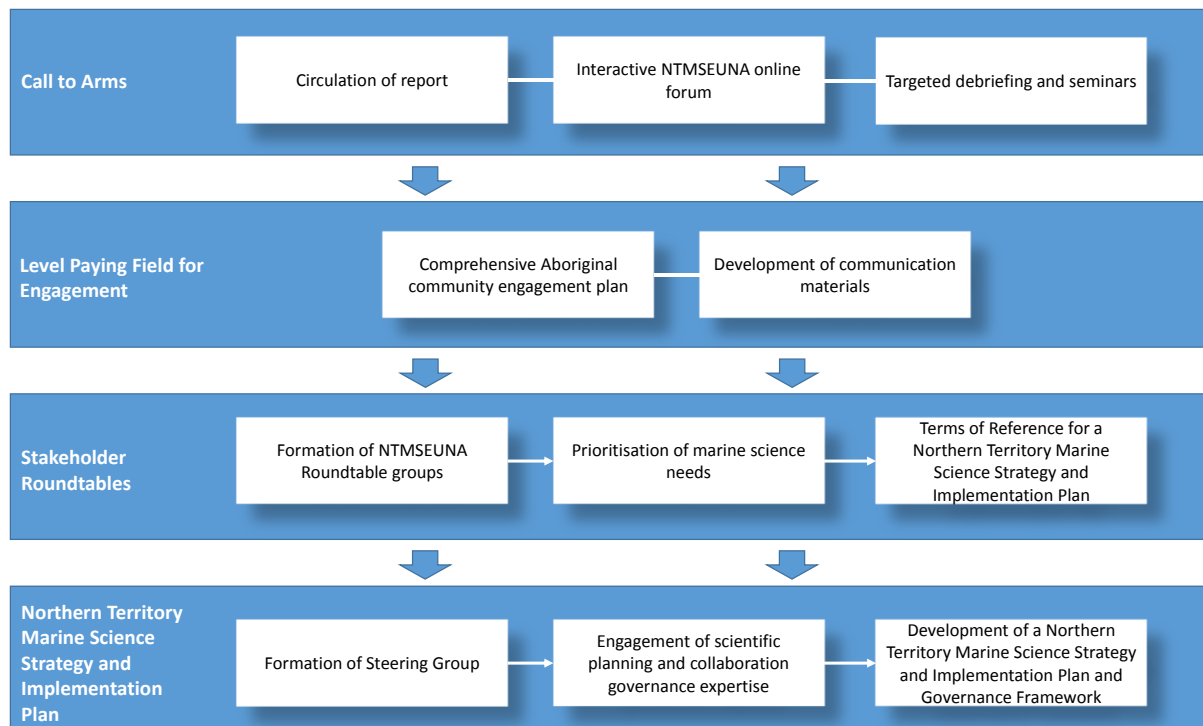 Call to Arms
Circulation of report
Interactive NTMSEUNA online
forum
Targeted debriefing and seminars
Level Paying Field for
Engagement
Comprehensive Aboriginal
community engagement plan
Development of communication
materials
Stakeholder
Roundtables
Formation of NTMSEUNA
Roundtable groups
Prioritisation of marine science
needs
Terms of Reference for a
Northern Territory Marine
Science Strategy and
Implementation Plan
Northern Territory
Marine Science
Strategy and
Implementation
Plan
Formation of Steering Group
Engagement of scientific
planning and collaboration
governance expertise
Development of a Northern
Territory Marine Science Strategy
and Implementation Plan and
Governance Framework